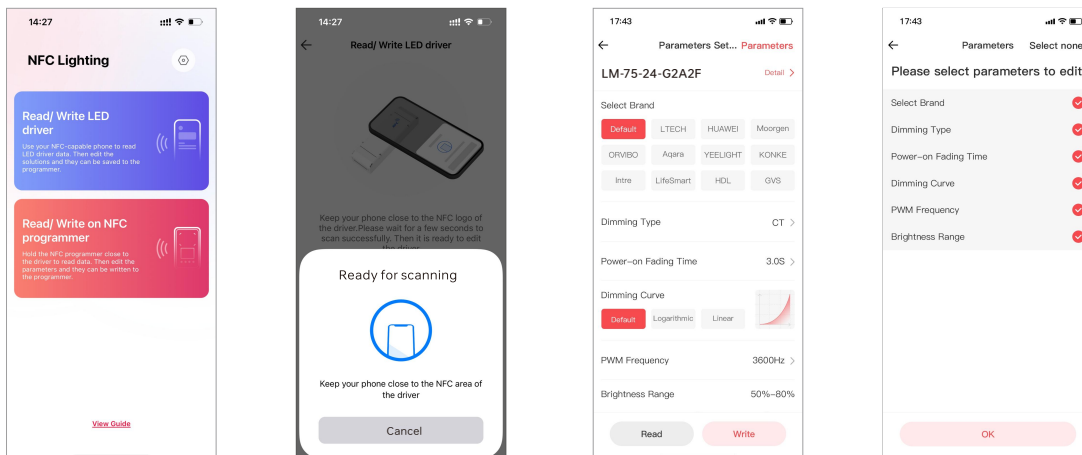 14:27
NFC Lighting
Read/ Write LED
driver
Use your NFC-capable phone to read
LED driver data. Then edit the
solutions and they can be saved to the
programmer.
Read/ Write on NFC
programmer
Hold the NFC programmer close to
the driver to read data. Then edit the
parameters and they can be written to
the programmer.
View Guide
14:27
Read/ Write LED driver
Keep your phone close to the NFC logo of
the driver.Please wait for a few seconds to
scan successfully. Then it is ready to edit
the driver
Ready for scanning
Keep your phone close to the NFC area of
the driver
Cancel
17:43
Parameters Set... Parameters
LM-75-24-G2A2F Detail >
Select Brand
Default LTECH HUAWEI Moorgen
ORVIBO Aqara YEELIGHT KONKE
Intre LifeSmart HDL GVS
Dimming Type CT >
Power-on Fading Time 3.0S >
Dimming Curve
Default Logarithmic Linear
PWM Frequency 3600Hz >
Brightness Range 50%-80%
Read Write
17:43
Parameters Select none
Please select parameters to edit
Select Brand
Dimming Type
Power-on Fading Time
Dimming Curve
PWM Frequency
Brightness Range
OK